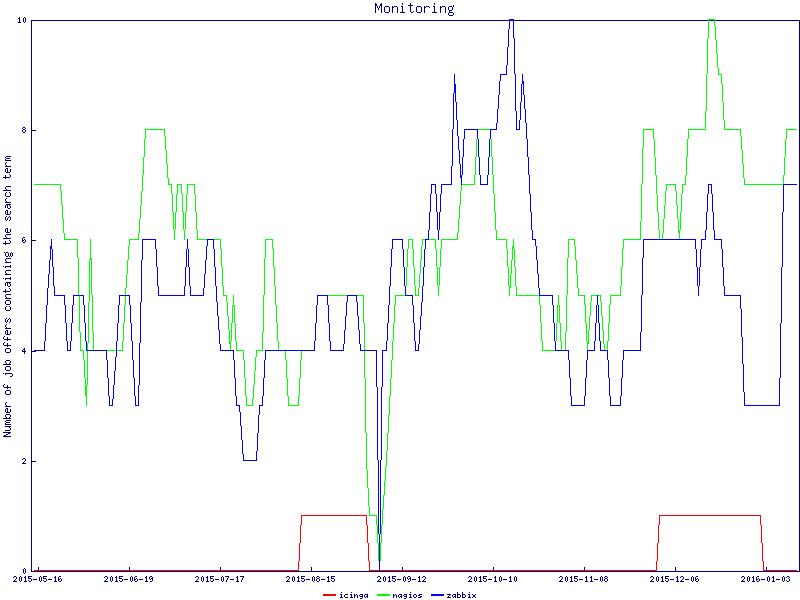 Monitoring
Number of job offers containing the search term
10
8
6
4
2
0
2015-05-16 2015-06-19 2015-07-17 2015-08-15 2015-09-12 2015-10-10 2015-11-08 2015-12-06 2016-01-03
icinga nagios zabbix